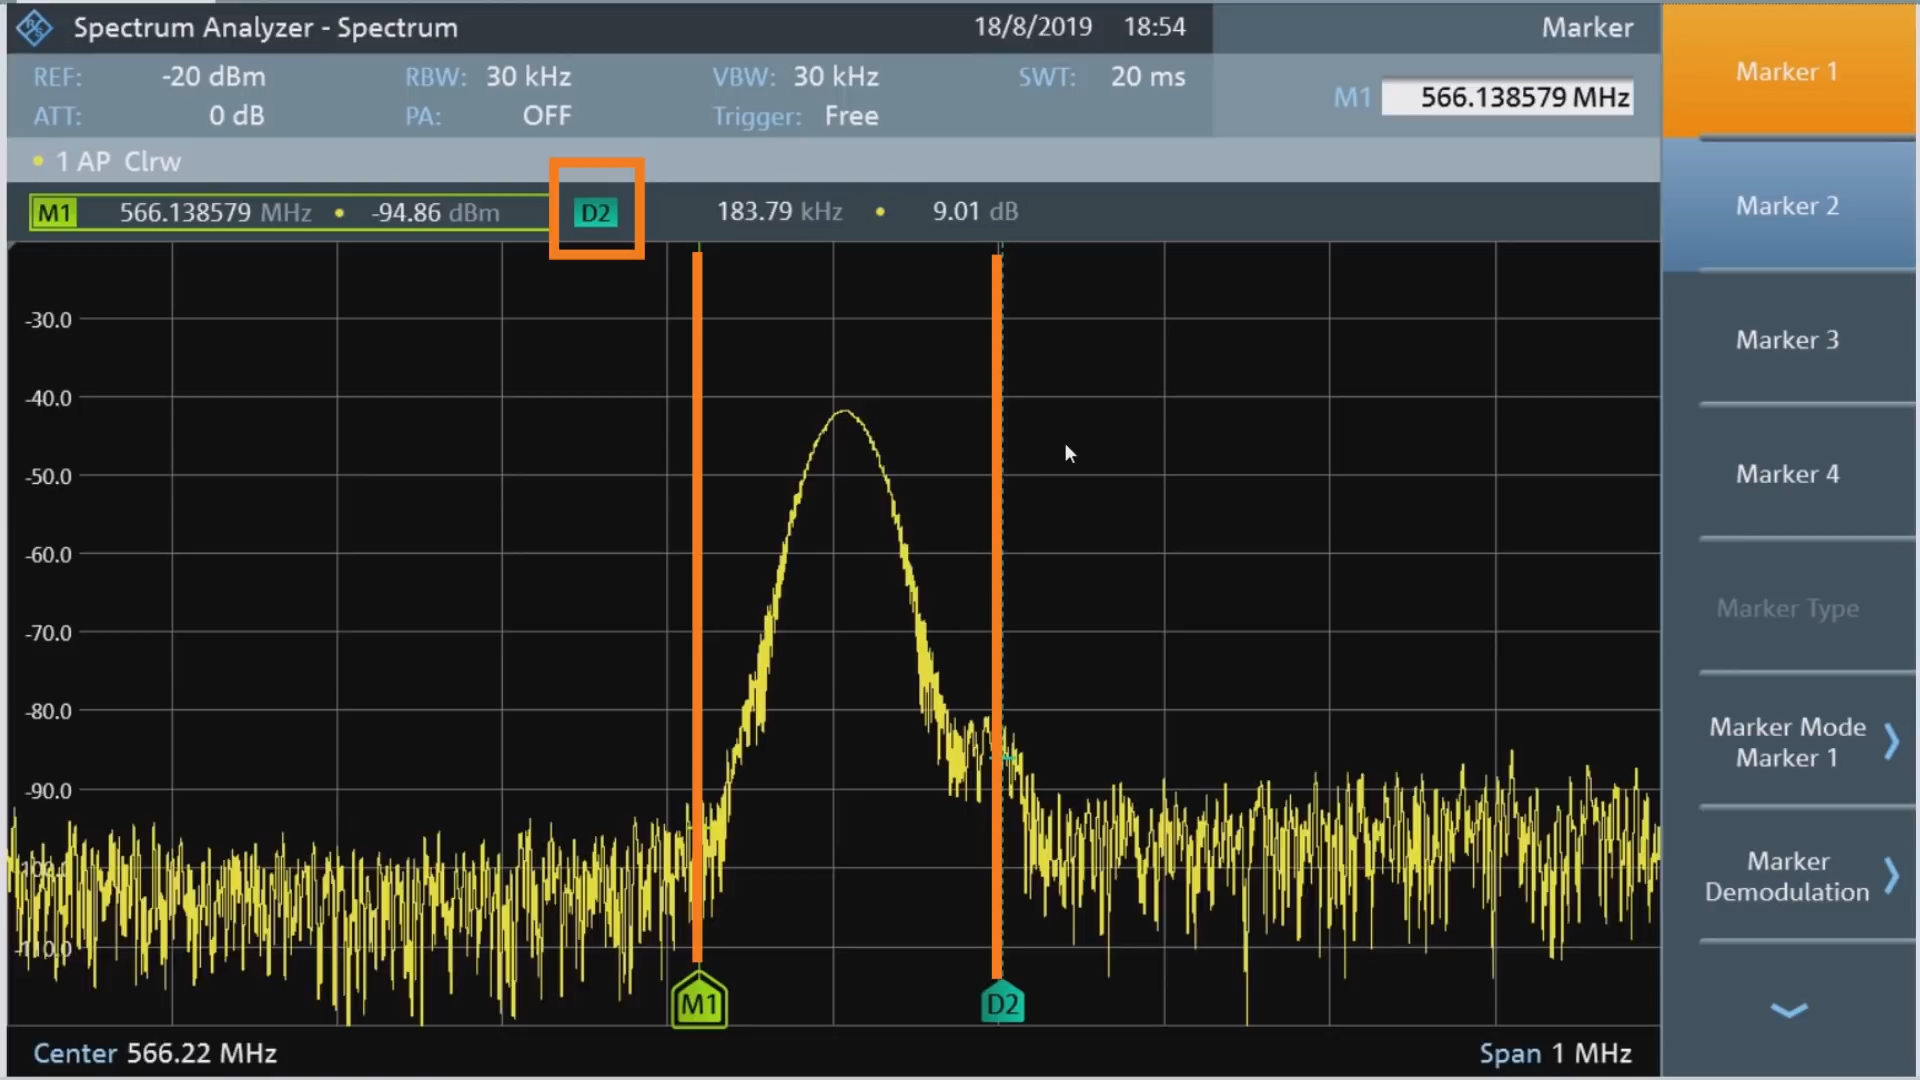 Spectrum Analyzer - Spectrum 18/8/2019 18:54 Marker
REF: -20 dBm RBW: 30 kHz VBW: 30 kHz SWT: 20 ms
ATT: 0 dB PA: OFF Trigger: Free
M1 566.138579 MHz
1 AP Clrw
M1 566.138579 MHz • -94.86 dBm D2 183.79 kHz • 9.01 dB
-30.0
-40.0
-50.0
-60.0
-70.0
-80.0
-90.0
-100.0
-110.0
M1 D2
Center 566.22 MHz Span 1 MHz
Marker 1
Marker 2
Marker 3
Marker 4
Marker Type
Marker Mode
Marker 1
Marker
Demodulation